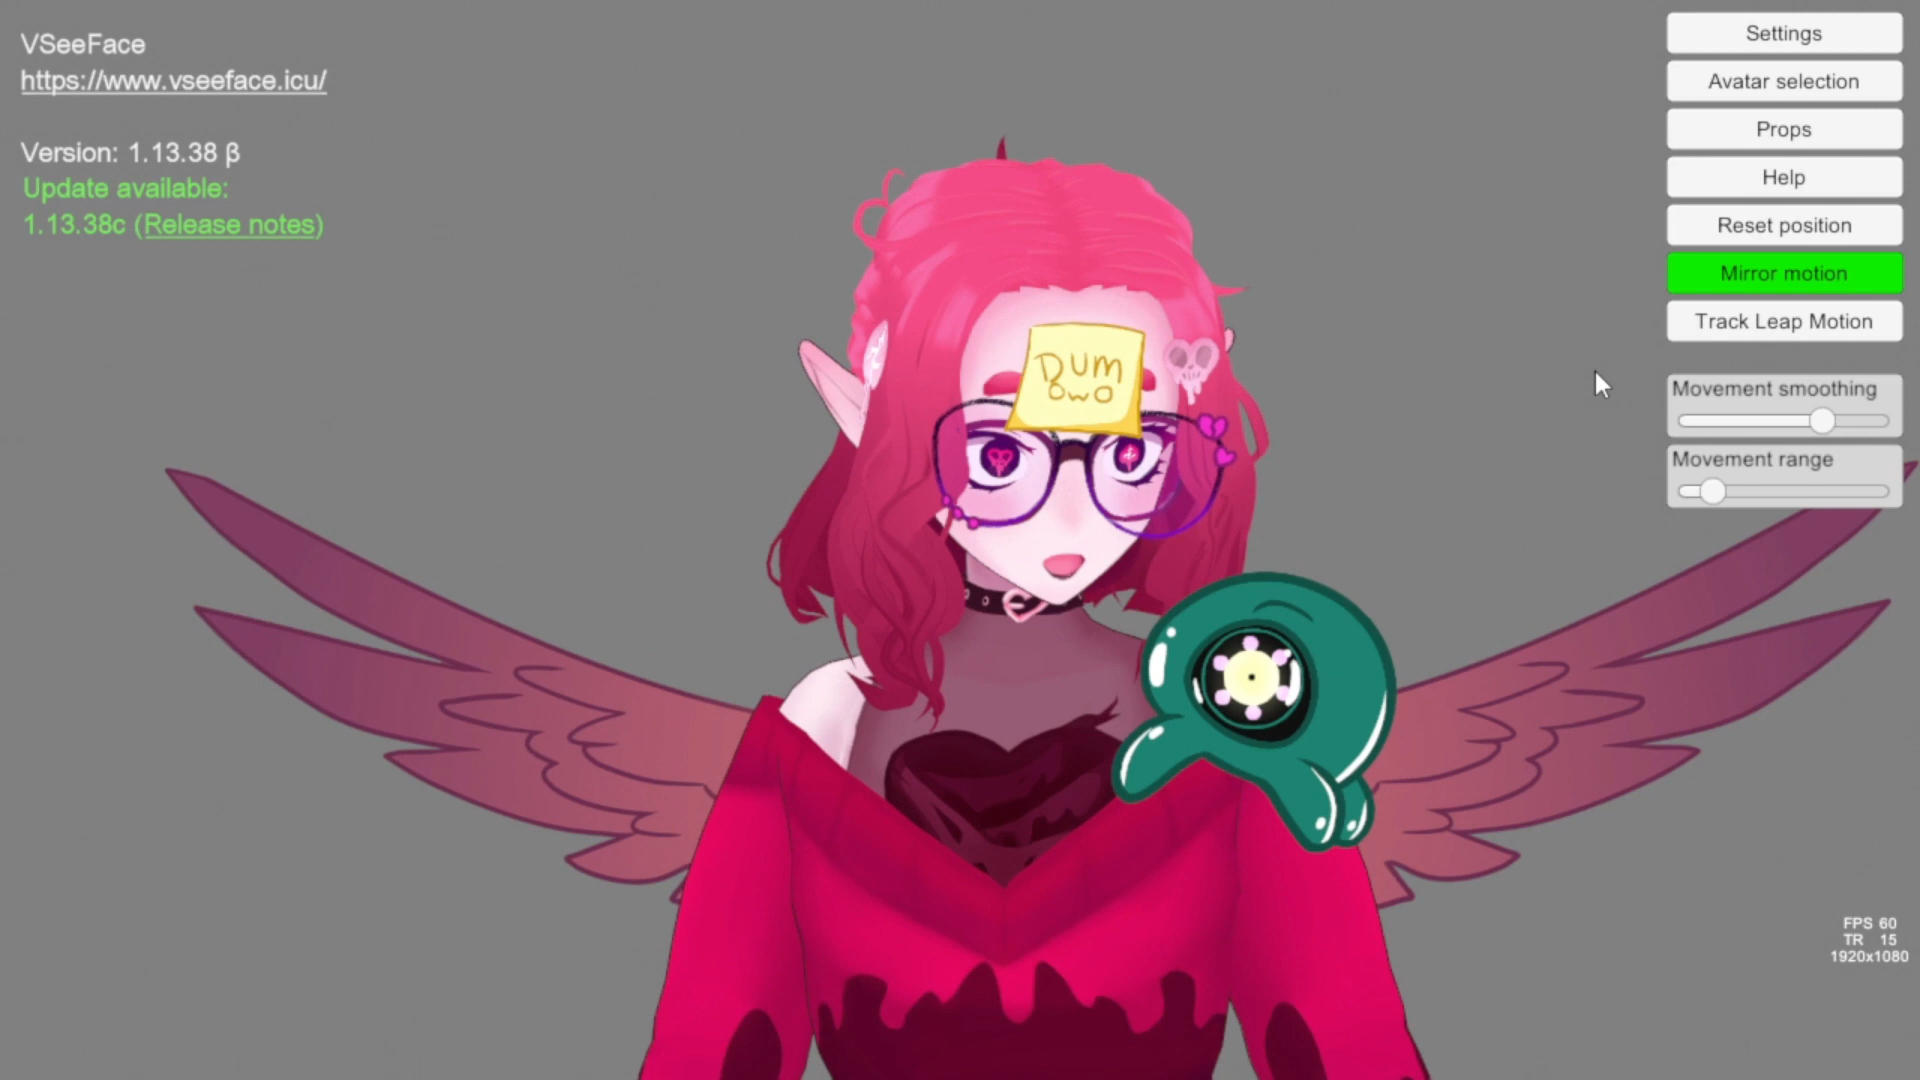 VSeeFace
https://www.vseeface.icu/
Version: 1.13.38 β
Update available:
1.13.38c (Release notes)
Settings
Avatar selection
Props
Help
Reset position
Mirror motion
Track Leap Motion
Movement smoothing
Movement range
Dum
OwO
FPS 60
TR 15
1920x1080